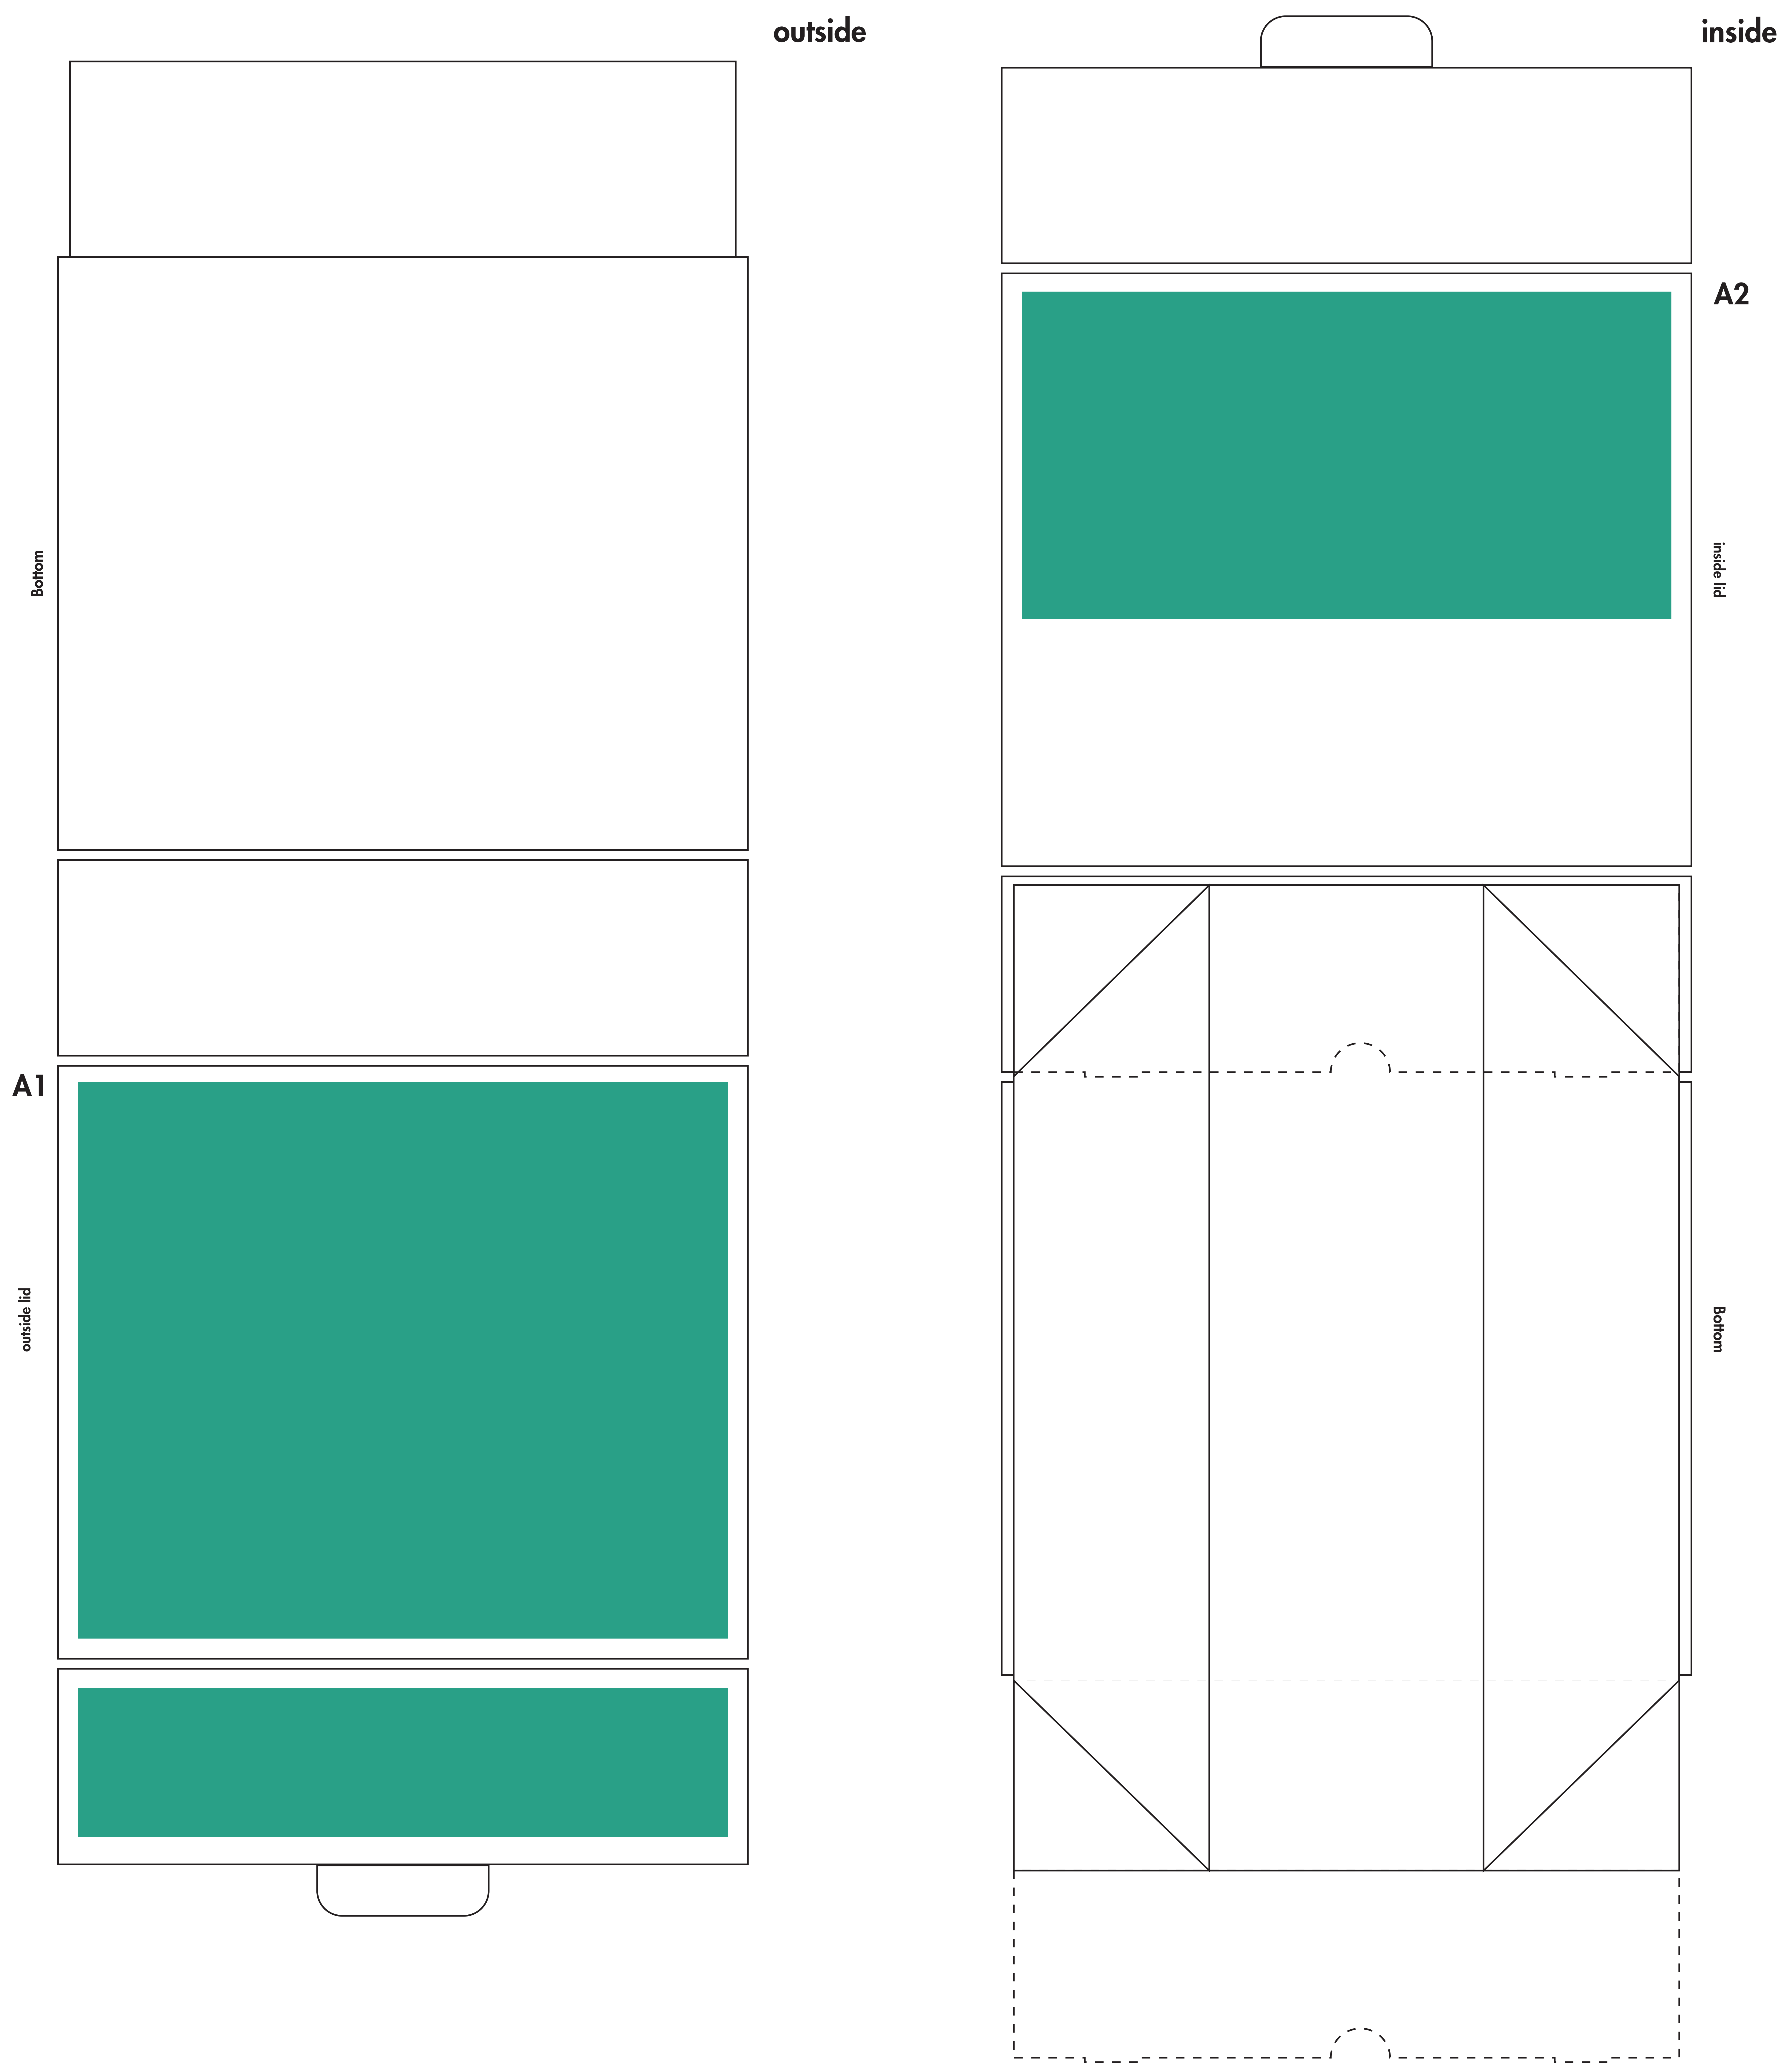 outside
inside
A2
Bottom
inside lid
A1
outside lid
Bottom